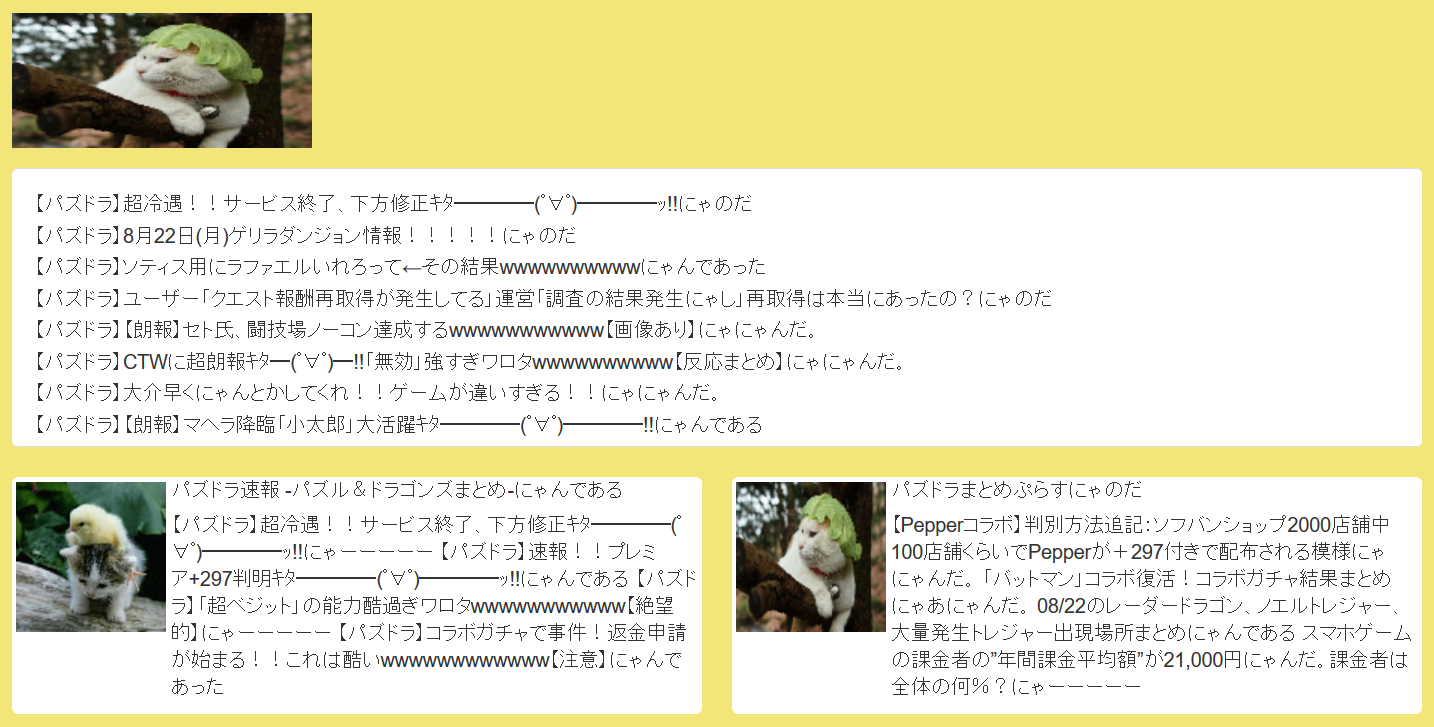 【パズドラ】超冷遇！！サービス終了、下方修正ｷﾀ━━━━(ﾟ∀ﾟ)━━━━ｯ!!にゃのだ
【パズドラ】8月22日(月)ゲリラダンジョン情報！！！！！にゃのだ
【パズドラ】ソティス用にラファエルいれろって←その結果wwwwwwwwwwにゃんであった
【パズドラ】ユーザー「クエスト報酬再取得が発生してる」運営「調査の結果発生にゃし」再取得は本当にあったの？にゃのだ
【パズドラ】【朗報】セト氏、闘技場ノーコン達成するwwwwwwwwwww【画像あり】にゃにゃんだ。
【パズドラ】CTWに超朗報ｷﾀ━(ﾟ∀ﾟ)━!!「無効」強すぎワロタwwwwwwwwww【反応まとめ】にゃにゃんだ。
【パズドラ】大介早くにゃんとかしてくれ！！ゲームが違いすぎる！！にゃにゃんだ。
【パズドラ】【朗報】マヘラ降臨「小太郎」大活躍ｷﾀ━━━━(ﾟ∀ﾟ)━━━━!!にゃんである
パズドラ速報 -パズル＆ドラゴンズまとめ-にゃんである
【パズドラ】超冷遇！！サービス終了、下方修正ｷﾀ━━━━(ﾟ
∀ﾟ)━━━━ｯ!!にゃーーーーー 【パズドラ】速報！！プレミ
ア+297判明ｷﾀ━━━━(ﾟ∀ﾟ)━━━━ｯ!!にゃんである 【パズド
ラ】「超ベジット」の能力酷過ぎワロタwwwwwwwwwww【絶望
的】にゃーーーーー 【パズドラ】コラボガチャで事件！返金申請
が始まる！！これは酷いwwwwwwwwwwww【注意】にゃんで
あった
パズドラまとめぷらすにゃのだ
【Pepperコラボ】判別方法追記：ソフバンショップ2000店舗中
100店舗くらいでPepperが＋297付きで配布される模様にゃ
にゃんだ。 「バットマン」コラボ復活！コラボガチャ結果まとめ
にゃあにゃんだ。 08/22のレーダードラゴン、ノエルトレジャー、
大量発生トレジャー出現場所まとめにゃんである スマホゲーム
の課金者の”年間課金平均額”が21,000円にゃんだ。課金者は
全体の何％？にゃーーーーー